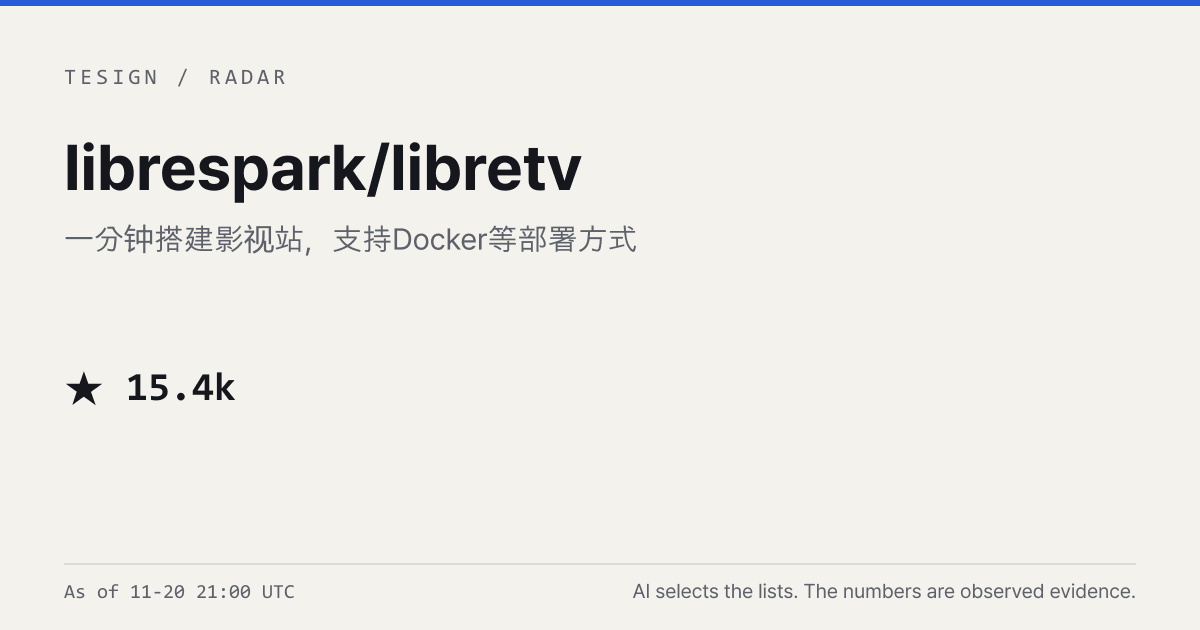 TESIGN / RADAR
librespark/libretv
一分钟搭建影视站，支持Docker等部署方式
★ 15.4k
As of 11-20 21:00 UTC
AI selects the lists. The numbers are observed evidence.